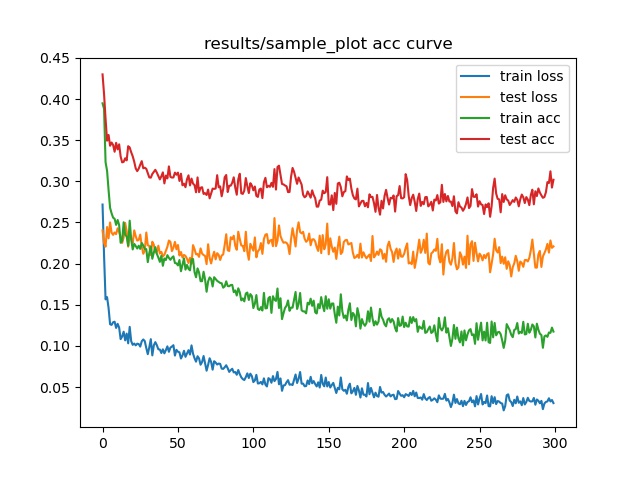 results/sample_plot acc curve
0.45
0.40
0.35
0.30
0.25
0.20
0.15
0.10
0.05
train loss
test loss
train acc
test acc
0 50 100 150 200 250 300